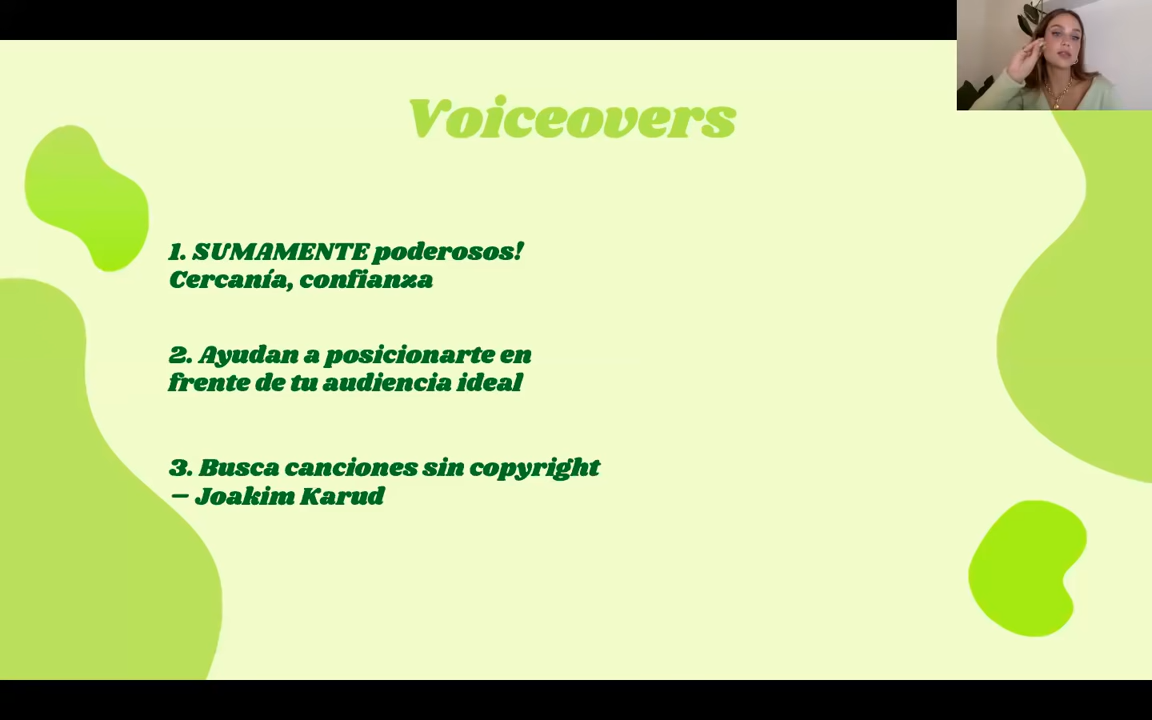 Voiceovers
1. SUMAMENTE poderosos!
Cercanía, confianza
2. Ayudan a posicionarte en
frente de tu audiencia ideal
3. Busca canciones sin copyright
– Joakim Karud